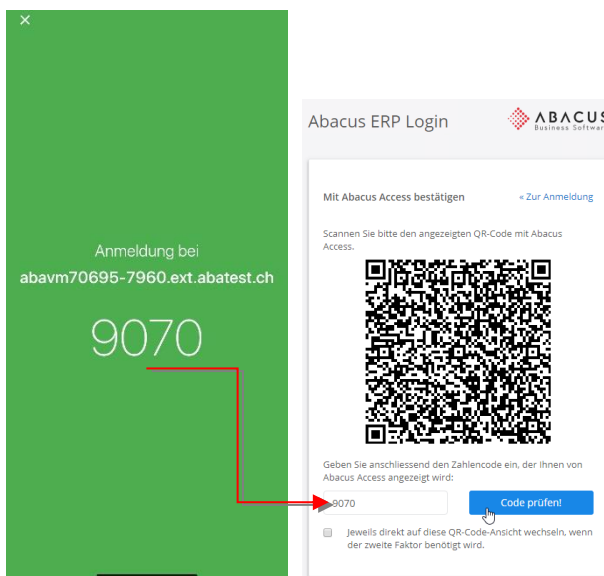 ×
Anmeldung bei
abavm70695-7960.ext.abatest.ch
9070
Abacus ERP Login
ABACUS
Business Software
Mit Abacus Access bestätigen
« Zur Anmeldung
Scannen Sie bitte den angezeigten QR-Code mit Abacus
Access.
Geben Sie anschliessend den Zahlencode ein, der Ihnen von
Abacus Access angezeigt wird:
9070
Code prüfen!
Jeweils direkt auf diese QR-Code-Ansicht wechseln, wenn
der zweite Faktor benötigt wird.